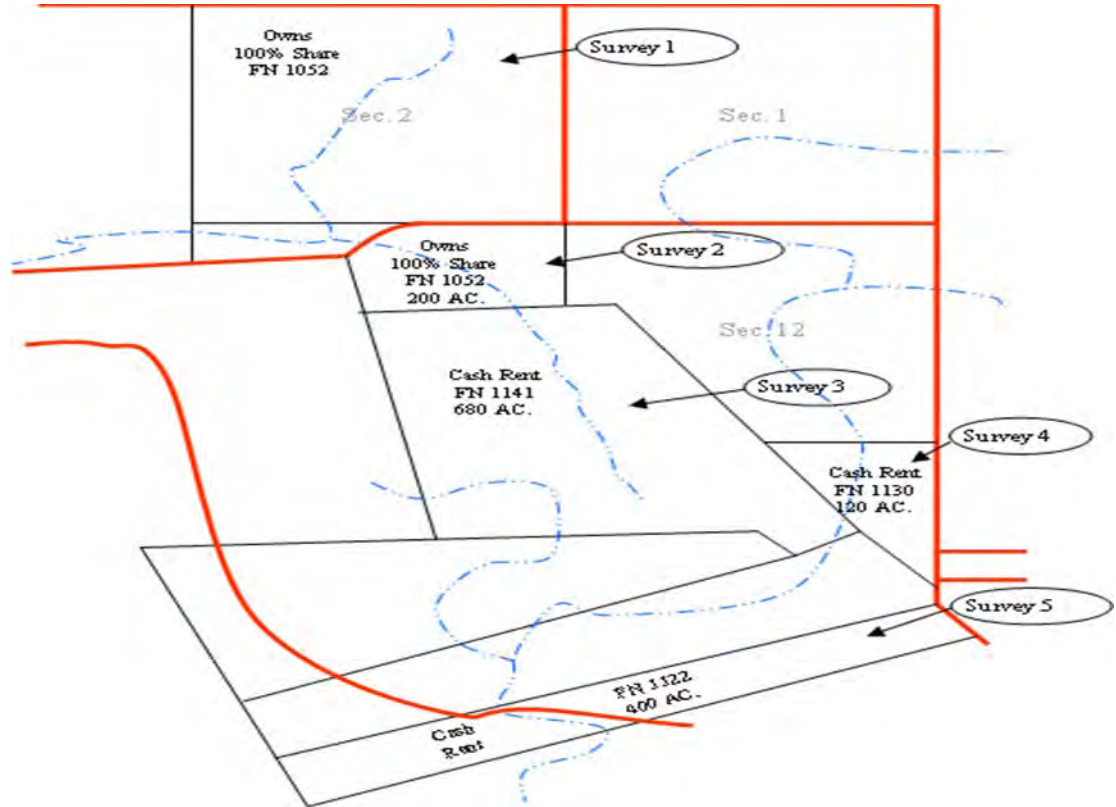 Owns
100% Share
FN 1052
Survey 1
Sec. 2
Sec. 1
Owns
100% Share
FN 1052
200 AC.
Survey 2
Sec. 12
Cash Rent
FN 1141
680 AC.
Survey 3
Survey 4
Cash Rent
FN 1130
120 AC.
Survey 5
FN 1122
400 AC.
Cash
Rent